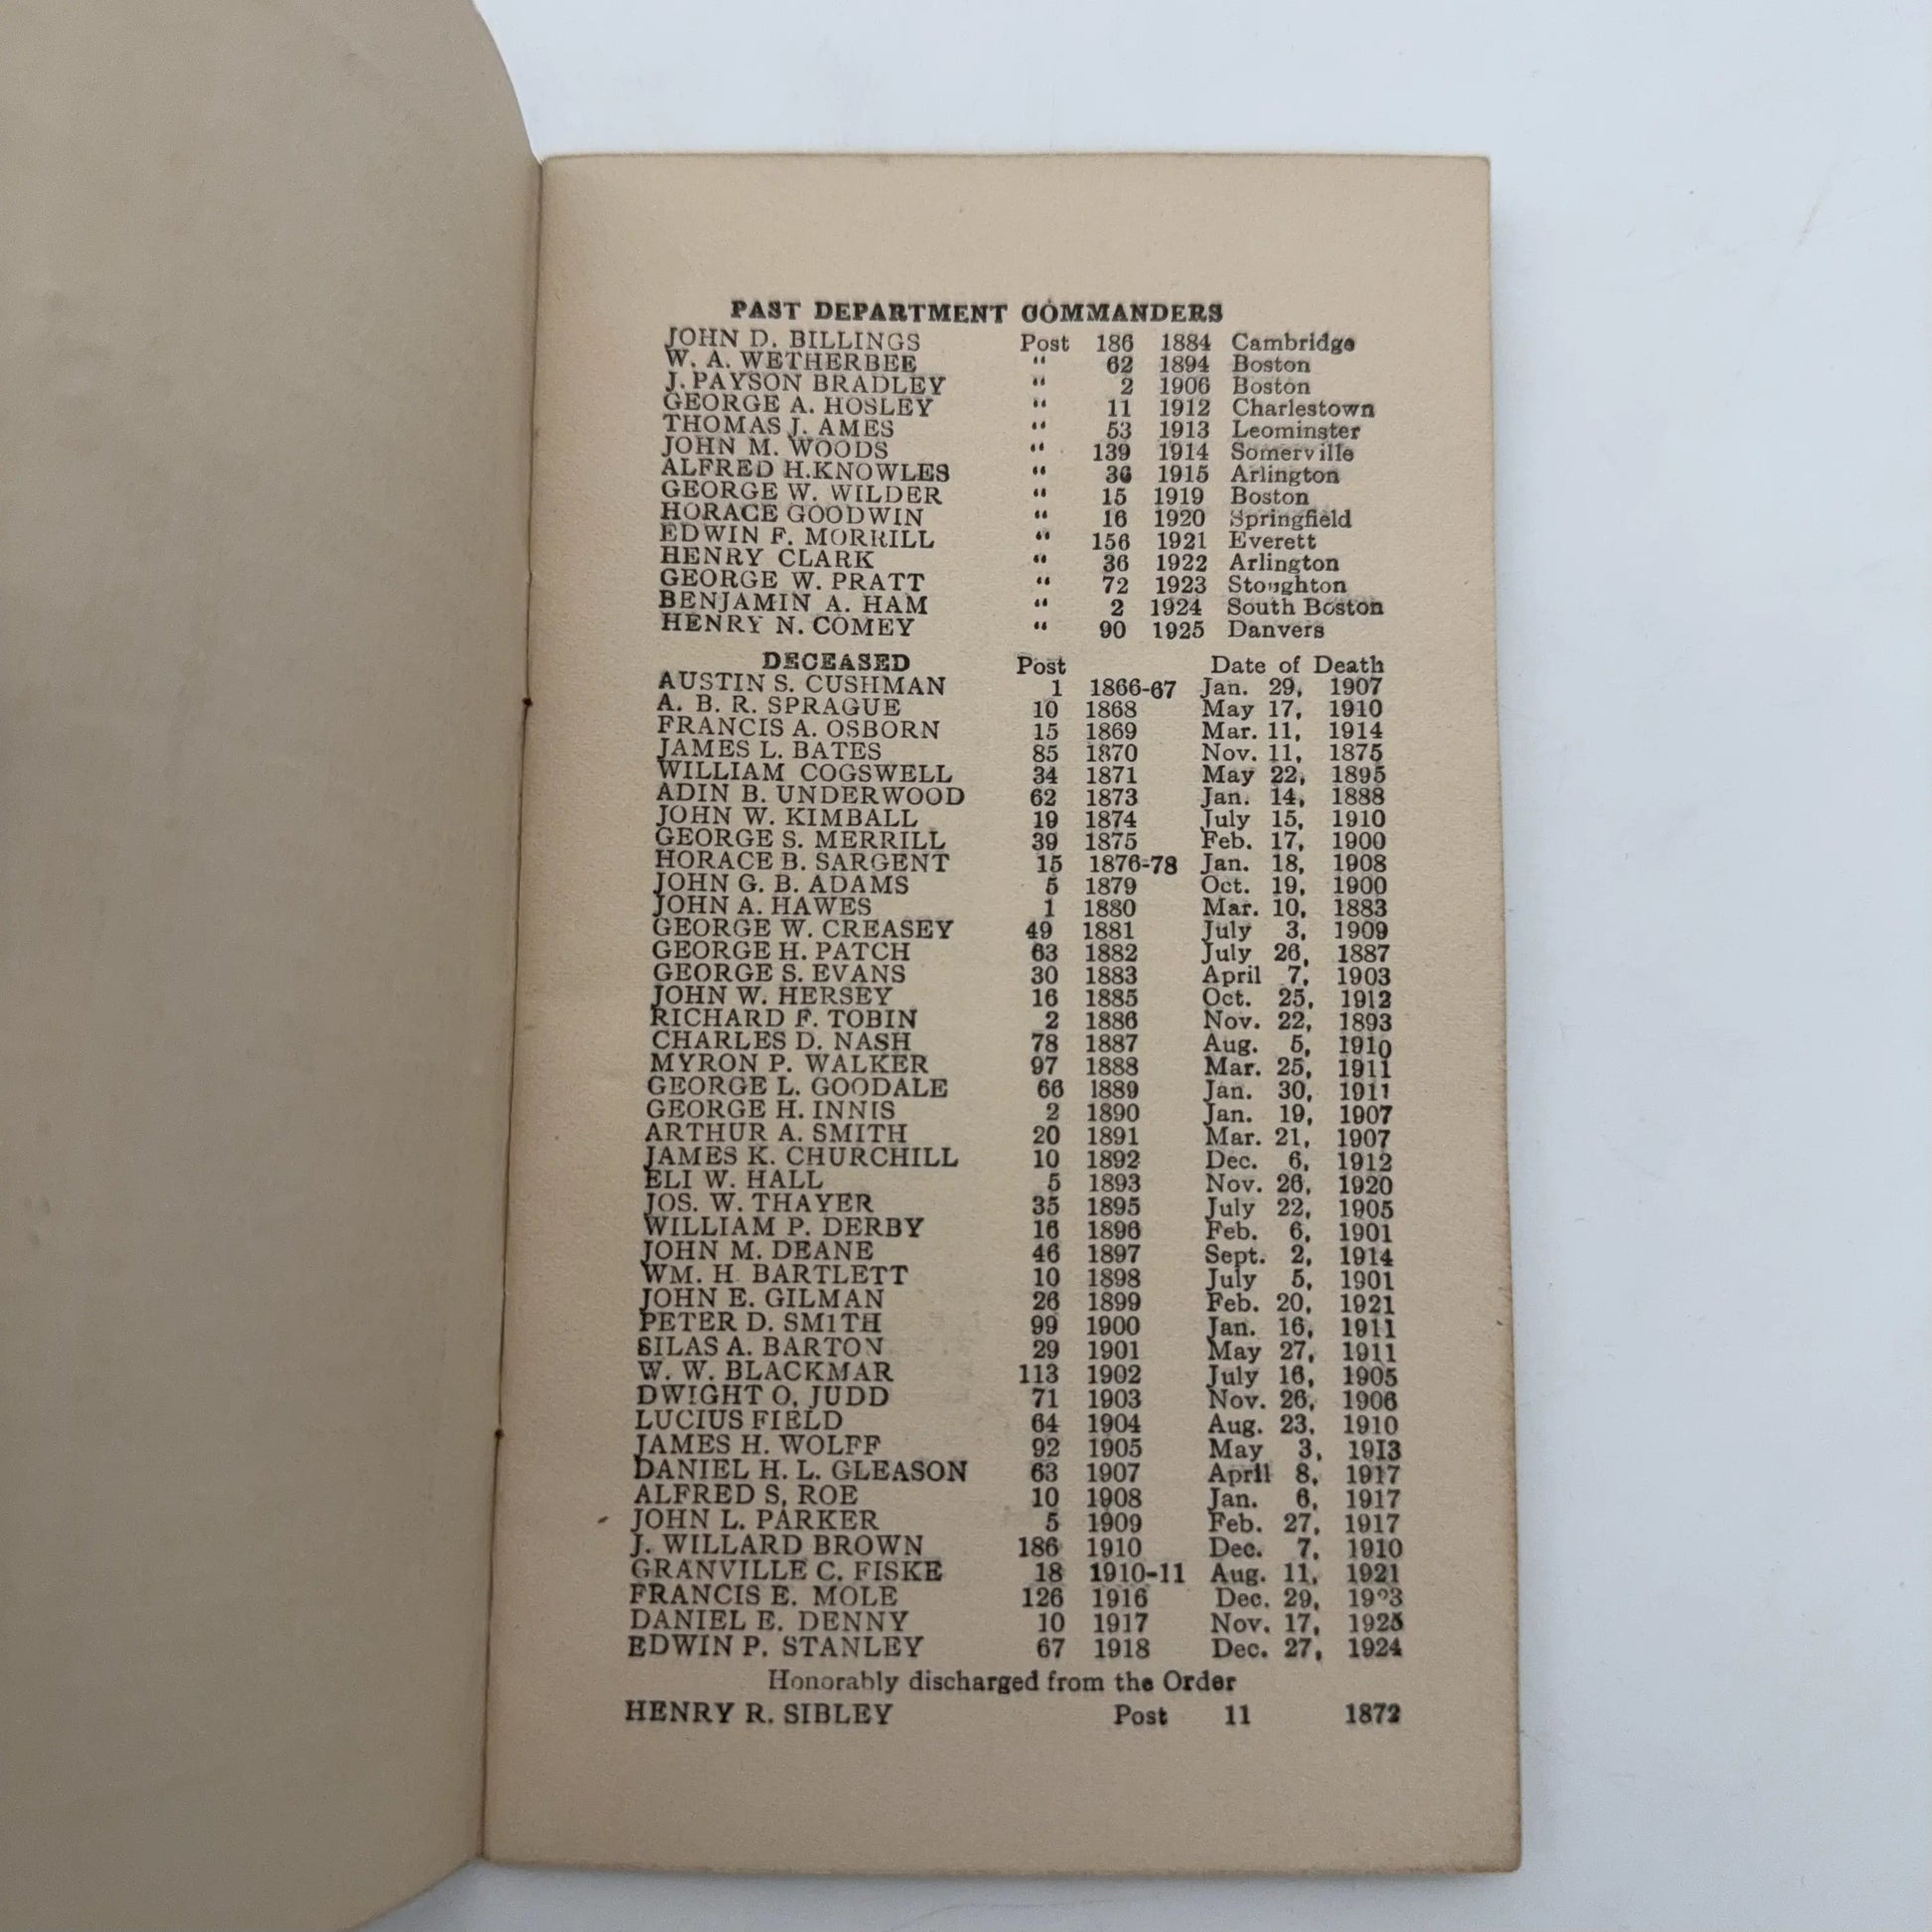 PAST DEPARTMENT COMMANDERS
JOHN D. BILLINGS Post 186 1884 Cambridge
W. A. WETHERBEE " 62 1894 Boston
J. PAYSON BRADLEY " 2 1906 Boston
GEORGE A. HOSLEY " 11 1912 Charlestown
THOMAS J. AMES " 53 1913 Leominster
JOHN M. WOODS " 139 1914 Somerville
ALFRED H.KNOWLES " 36 1915 Arlington
GEORGE W. WILDER " 15 1919 Boston
HORACE GOODWIN " 16 1920 Springfield
EDWIN F. MORRILL " 156 1921 Everett
HENRY CLARK " 36 1922 Arlington
GEORGE W. PRATT " 72 1923 Stoughton
BENJAMIN A. HAM " 2 1924 South Boston
HENRY N. COMEY " 90 1925 Danvers
DECEASED Post Date of Death
AUSTIN S. CUSHMAN 1 1866-67 Jan. 29, 1907
A. B. R. SPRAGUE 10 1868 May 17, 1910
FRANCIS A. OSBORN 15 1869 Mar. 11, 1914
JAMES L. BATES 85 1870 Nov. 11, 1875
WILLIAM COGSWELL 34 1871 May 22, 1895
ADIN B. UNDERWOOD 62 1873 Jan. 14, 1888
JOHN W. KIMBALL 19 1874 July 15, 1910
GEORGE S. MERRILL 39 1875 Feb. 17, 1900
HORACE B. SARGENT 15 1876-78 Jan. 18, 1908
JOHN G. B. ADAMS 5 1879 Oct. 19, 1900
JOHN A. HAWES 1 1880 Mar. 10, 1883
GEORGE W. CREASEY 49 1881 July 3, 1909
GEORGE H. PATCH 63 1882 July 26, 1887
GEORGE S. EVANS 30 1883 April 7, 1903
JOHN W. HERSEY 16 1885 Oct. 25, 1912
RICHARD F. TOBIN 2 1886 Nov. 22, 1893
CHARLES D. NASH 78 1887 Aug. 5, 1910
MYRON P. WALKER 97 1888 Mar. 25, 1911
GEORGE L. GOODALE 66 1889 Jan. 30, 1911
GEORGE H. INNIS 2 1890 Jan. 19, 1907
ARTHUR A. SMITH 20 1891 Mar. 21, 1907
JAMES K. CHURCHILL 10 1892 Dec. 6, 1912
ELI W. HALL 5 1893 Nov. 26, 1920
JOS. W. THAYER 35 1895 July 22, 1905
WILLIAM P. DERBY 16 1896 Feb. 6, 1901
JOHN M. DEANE 46 1897 Sept. 2, 1914
WM. H. BARTLETT 10 1898 July 5, 1901
JOHN E. GILMAN 26 1899 Feb. 20, 1921
PETER D. SM1TH 99 1900 Jan. 16, 1911
SILAS A. BARTON 29 1901 May 27, 1911
W. W. BLACKMAR 113 1902 July 16, 1905
DWIGHT O. JUDD 71 1903 Nov. 26, 1906
LUCIUS FIELD 64 1904 Aug. 23, 1910
JAMES H. WOLFF 92 1905 May 3, 1913
DANIEL H. L. GLEASON 63 1907 April 8, 1917
ALFRED S. ROE 10 1908 Jan. 6, 1917
JOHN L. PARKER 5 1909 Feb. 27, 1917
J. WILLARD BROWN 186 1910 Dec. 7, 1910
GRANVILLE C. FISKE 18 1910-11 Aug. 11, 1921
FRANCIS E. MOLE 126 1916 Dec. 29, 1923
DANIEL E. DENNY 10 1917 Nov. 17, 1925
EDWIN P. STANLEY 67 1918 Dec. 27, 1924
Honorably discharged from the Order
HENRY R. SIBLEY Post 11 1872